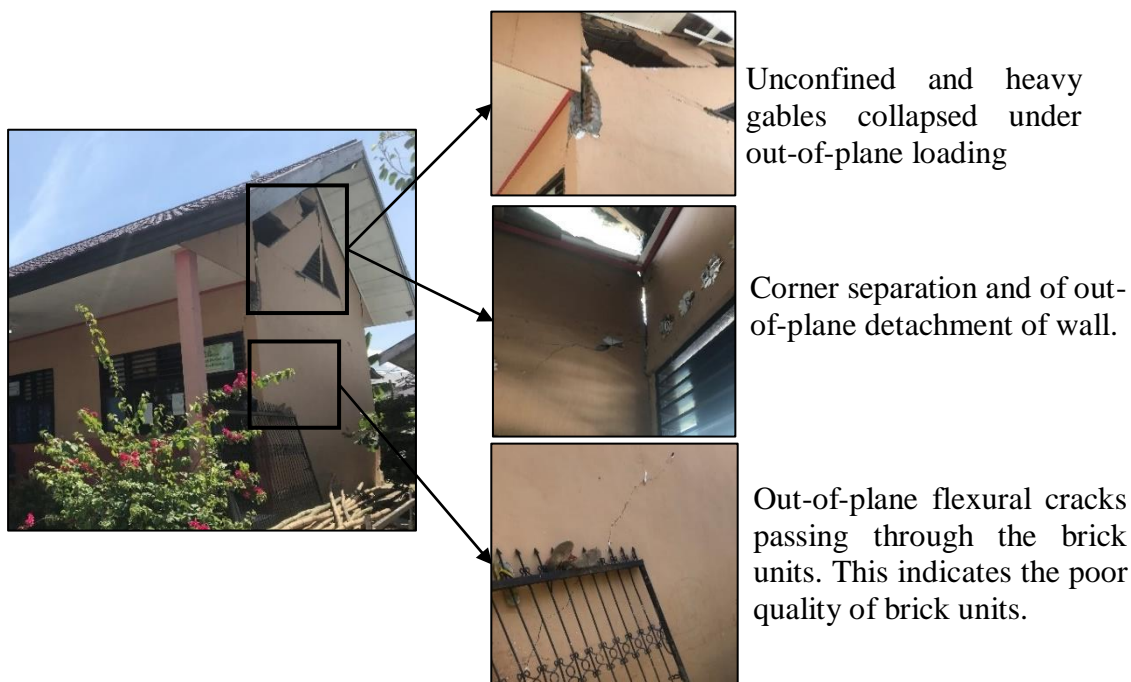 Unconfined and heavy
gables collapsed under
out-of-plane loading
Corner separation and of out-
of-plane detachment of wall.
Out-of-plane flexural cracks
passing through the brick
units. This indicates the poor
quality of brick units.